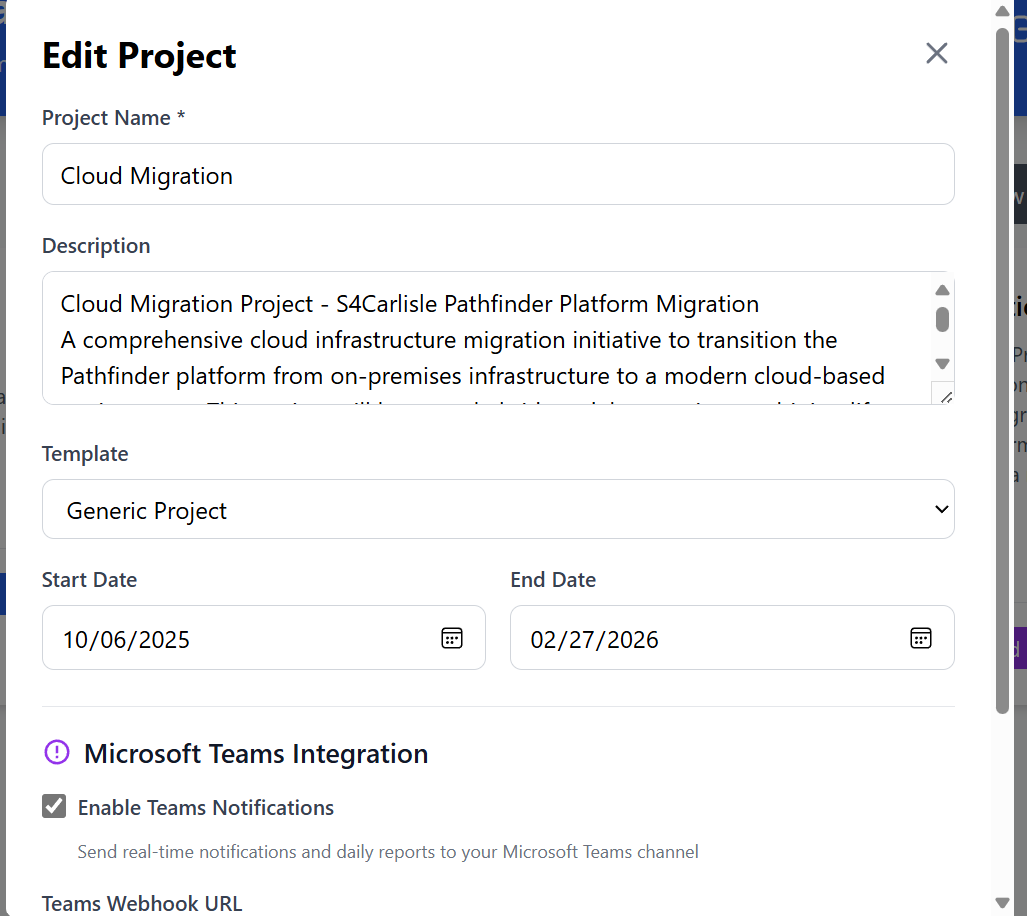 Edit Project
Project Name *
Cloud Migration
Description
Cloud Migration Project - S4Carlisle Pathfinder Platform Migration
A comprehensive cloud infrastructure migration initiative to transition the
Pathfinder platform from on-premises infrastructure to a modern cloud-based
Template
Generic Project
Start Date
End Date
10/06/2025
02/27/2026
Microsoft Teams Integration
Enable Teams Notifications
Send real-time notifications and daily reports to your Microsoft Teams channel
Teams Webhook URL